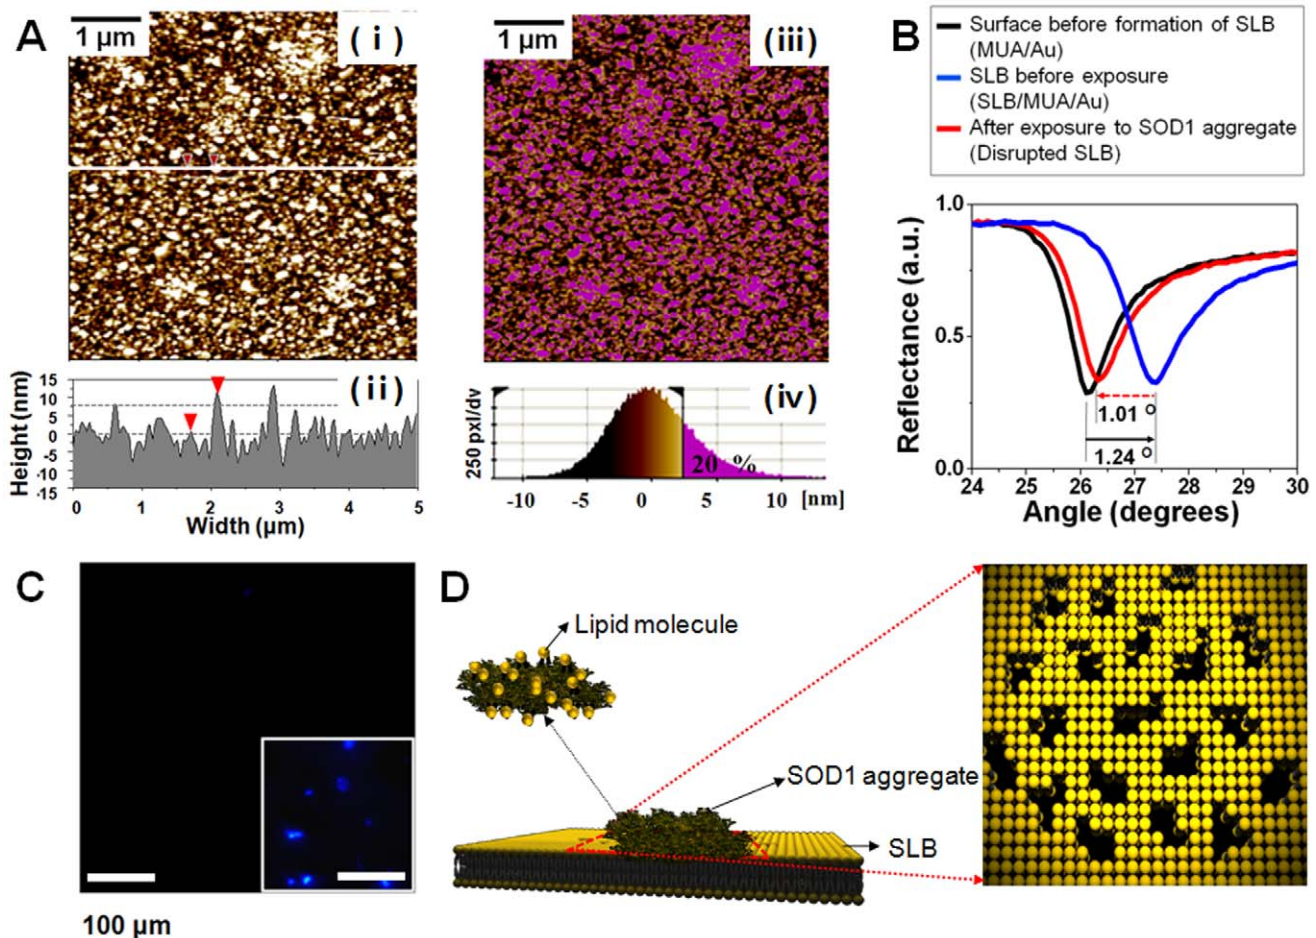 A
1 μm
( i )
1 μm
(iii)
B
Surface before formation of SLB
(MUA/Au)
SLB before exposure
(SLB/MUA/Au)
After exposure to SOD1 aggregate
(Disrupted SLB)
Height (nm)
15
10
5
0
-5
-10
-15
( ii )
0 1 2 3 4 5
Width (μm)
250 pxl/dv
(iv)
20 %
-10 -5 0 5 10 [nm]
Reflectance (a.u.)
1.0
0.5
0.0
1.01 °
1.24 °
24 25 26 27 28 29 30
Angle (degrees)
C
100 μm
D
Lipid molecule
SOD1 aggregate
SLB